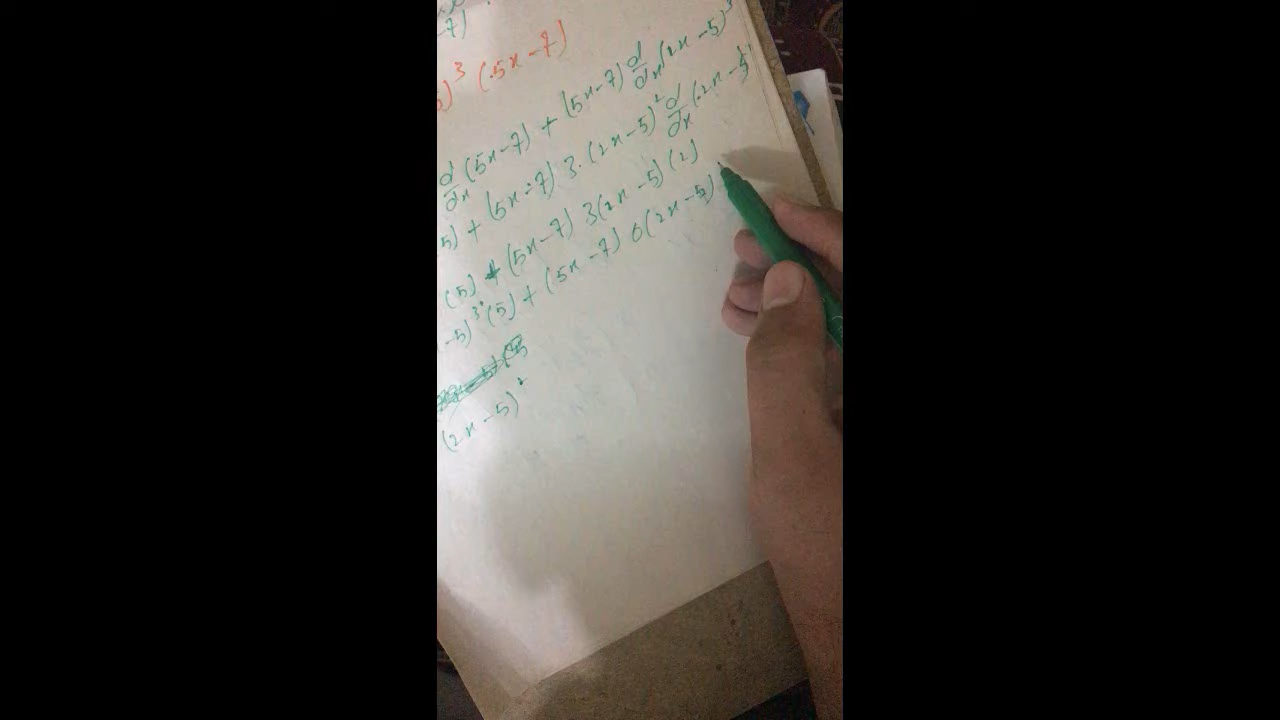 -7)
)³ (5x-7)
d/dx (5x-7) + (5x-7) d/dx (2x-5)³
5) + (5x-7) 3. (2x-5)² d/dx (2x-5)
(5) + (5x-7) 3(2x-5) (2)
-5)³ (5) + (5x-7) 6(2x-5)
(2x-5)²